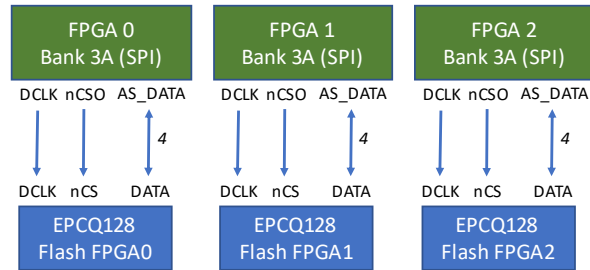 FPGA 0
Bank 3A (SPI)
FPGA 1
Bank 3A (SPI)
FPGA 2
Bank 3A (SPI)
DCLK nCSO AS_DATA
DCLK nCSO AS_DATA
DCLK nCSO AS_DATA
4
4
4
DCLK nCS DATA
DCLK nCS DATA
DCLK nCS DATA
EPCQ128
Flash FPGA0
EPCQ128
Flash FPGA1
EPCQ128
Flash FPGA2